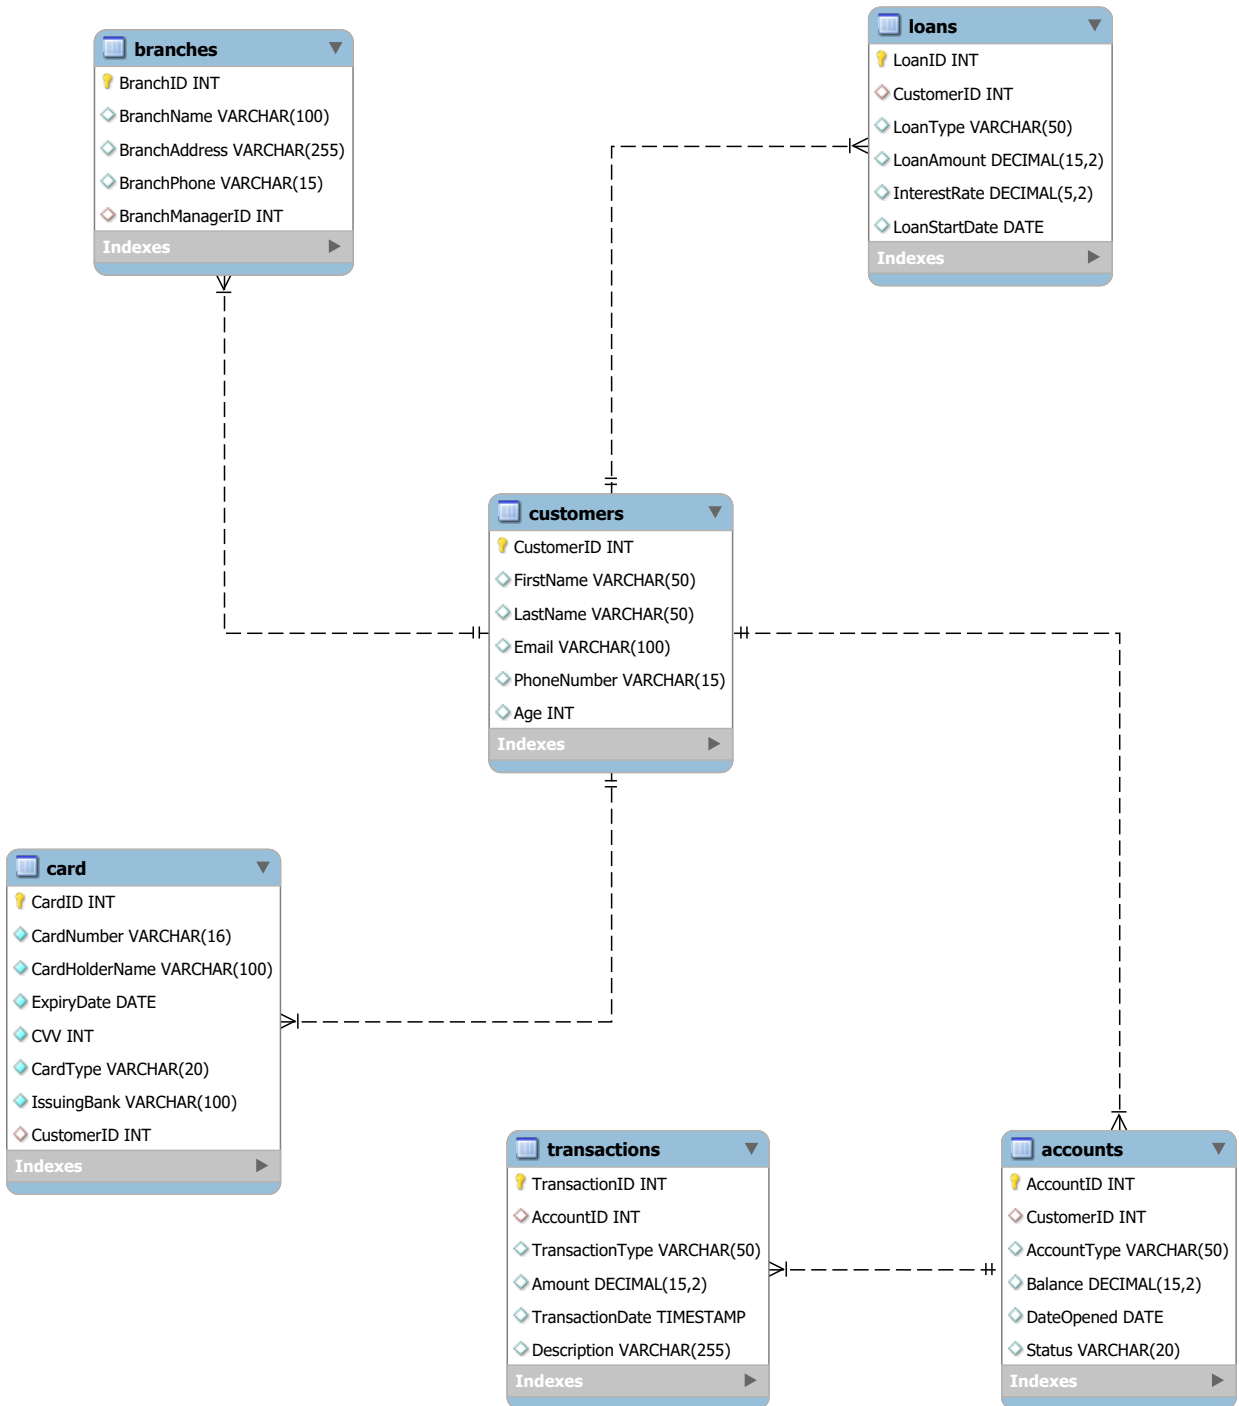 branches
BranchID INT
BranchName VARCHAR(100)
BranchAddress VARCHAR(255)
BranchPhone VARCHAR(15)
BranchManagerID INT
Indexes
loans
LoanID INT
CustomerID INT
LoanType VARCHAR(50)
LoanAmount DECIMAL(15,2)
InterestRate DECIMAL(5,2)
LoanStartDate DATE
Indexes
customers
CustomerID INT
FirstName VARCHAR(50)
LastName VARCHAR(50)
Email VARCHAR(100)
PhoneNumber VARCHAR(15)
Age INT
Indexes
card
CardID INT
CardNumber VARCHAR(16)
CardHolderName VARCHAR(100)
ExpiryDate DATE
CVV INT
CardType VARCHAR(20)
IssuingBank VARCHAR(100)
CustomerID INT
Indexes
transactions
TransactionID INT
AccountID INT
TransactionType VARCHAR(50)
Amount DECIMAL(15,2)
TransactionDate TIMESTAMP
Description VARCHAR(255)
Indexes
accounts
AccountID INT
CustomerID INT
AccountType VARCHAR(50)
Balance DECIMAL(15,2)
DateOpened DATE
Status VARCHAR(20)
Indexes